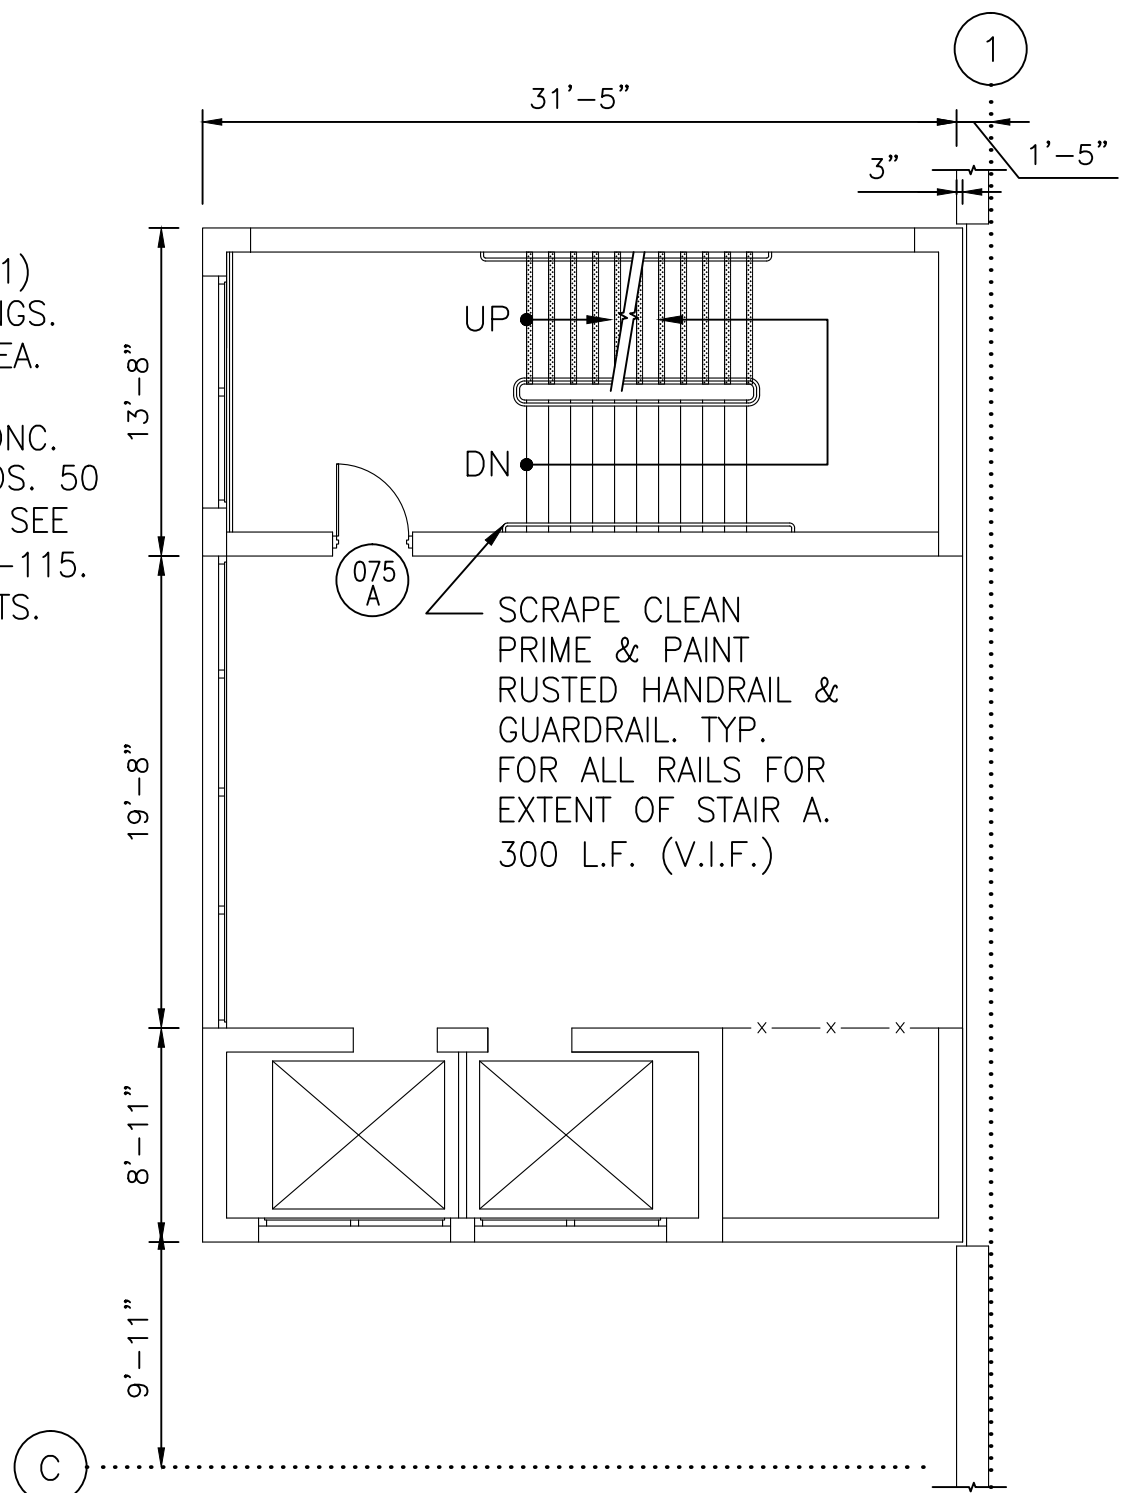 1
31'-5"
1'-5"
3"
1)
NGS.
EA.
ONC.
OS. 50
SEE
-115.
TS.
13'-8"
UP
DN
075
A
SCRAPE CLEAN
PRIME & PAINT
RUSTED HANDRAIL &
GUARDRAIL. TYP.
FOR ALL RAILS FOR
EXTENT OF STAIR A.
300 L.F. (V.I.F.)
19'-8"
x x x
8'-11"
9'-11"
C